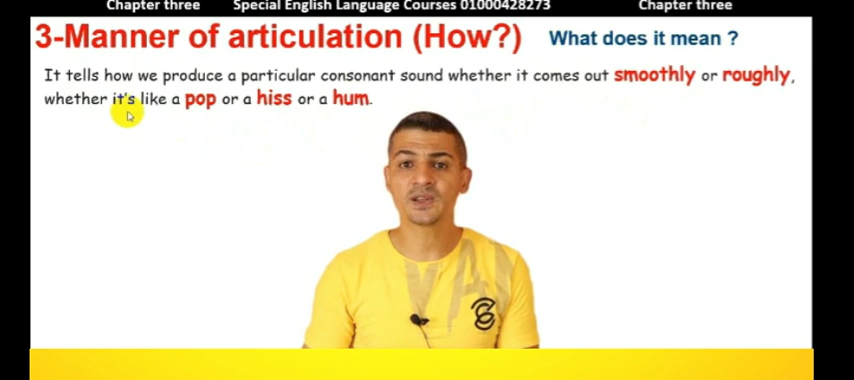 Chapter three Special English Language Courses 01000428273 Chapter three
3-Manner of articulation (How?) What does it mean ?
It tells how we produce a particular consonant sound whether it comes out smoothly or roughly,
whether it's like a pop or a hiss or a hum.